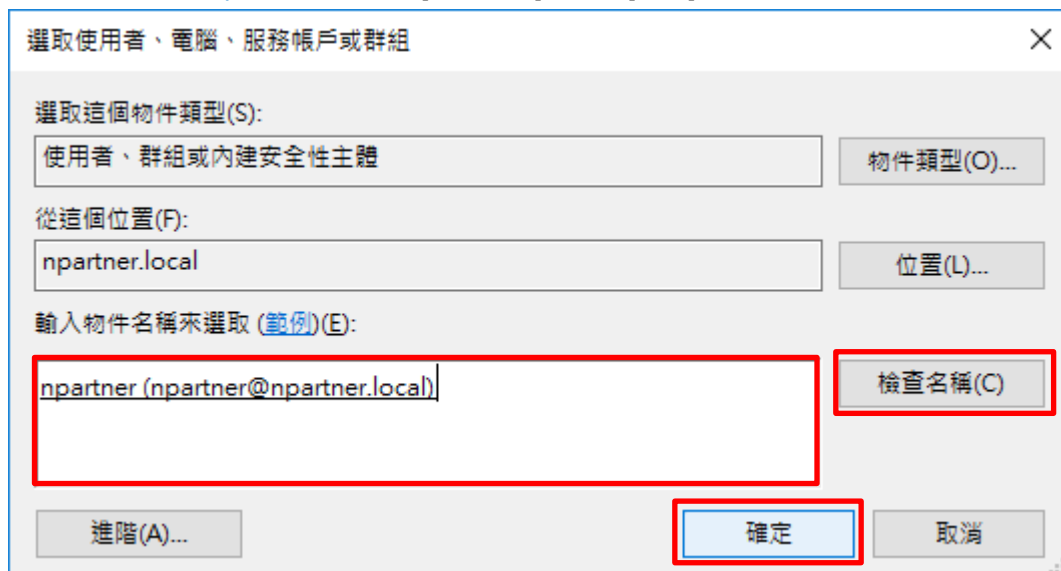 選取使用者、電腦、服務帳戶或群組
選取這個物件類型(S):
使用者、群組或內建安全性主體
物件類型(O)...
從這個位置(F):
npartner.local
位置(L)...
輸入物件名稱來選取 (範例)(E):
npartner (npartner@npartner.local)
檢查名稱(C)
進階(A)...
確定
取消